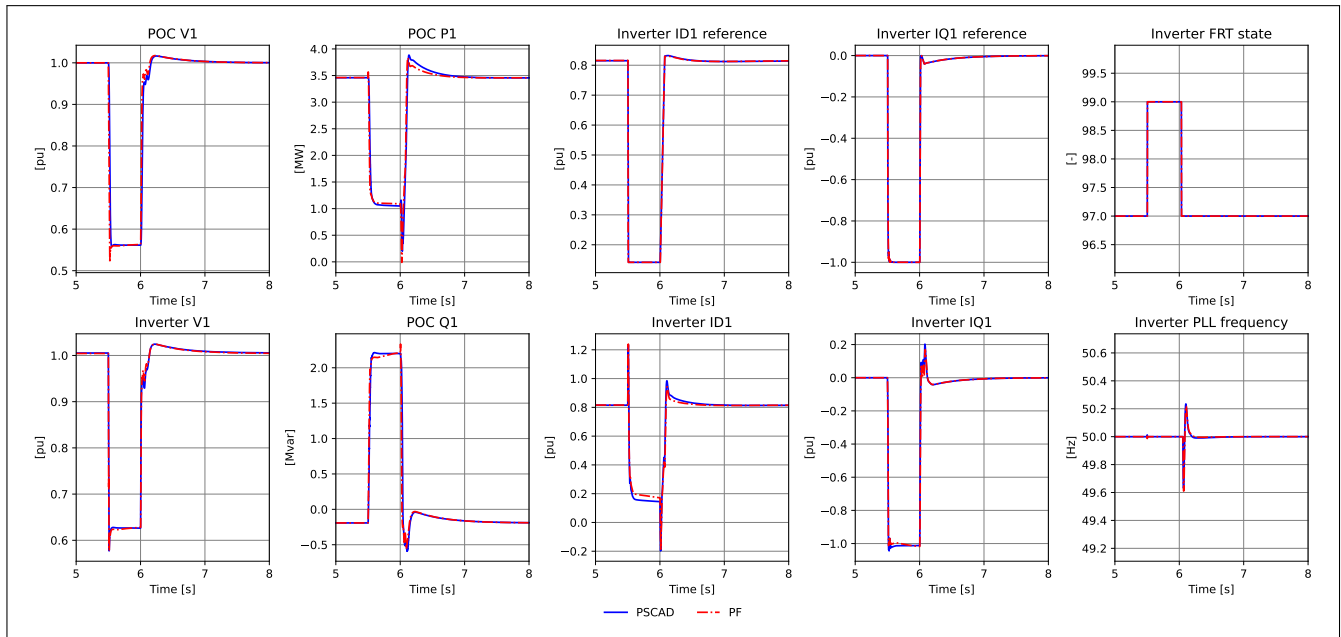 POC V1
POC P1
Inverter ID1 reference
Inverter IQ1 reference
Inverter FRT state
[pu]
1.0
0.9
0.8
0.7
0.6
0.5
5 6 7 8
Time [s]
[MW]
4.0
3.5
3.0
2.5
2.0
1.5
1.0
0.5
0.0
5 6 7 8
Time [s]
[pu]
0.8
0.7
0.6
0.5
0.4
0.3
0.2
5 6 7 8
Time [s]
[pu]
0.0
−0.2
−0.4
−0.6
−0.8
−1.0
5 6 7 8
Time [s]
[-]
99.5
99.0
98.5
98.0
97.5
97.0
96.5
5 6 7 8
Time [s]
Inverter V1
POC Q1
Inverter ID1
Inverter IQ1
Inverter PLL frequency
[pu]
1.0
0.9
0.8
0.7
0.6
5 6 7 8
Time [s]
[Mvar]
2.0
1.5
1.0
0.5
0.0
−0.5
5 6 7 8
Time [s]
[pu]
1.2
1.0
0.8
0.6
0.4
0.2
0.0
−0.2
5 6 7 8
Time [s]
[pu]
0.2
0.0
−0.2
−0.4
−0.6
−0.8
−1.0
5 6 7 8
Time [s]
[Hz]
50.6
50.4
50.2
50.0
49.8
49.6
49.4
49.2
5 6 7 8
Time [s]
PSCAD PF